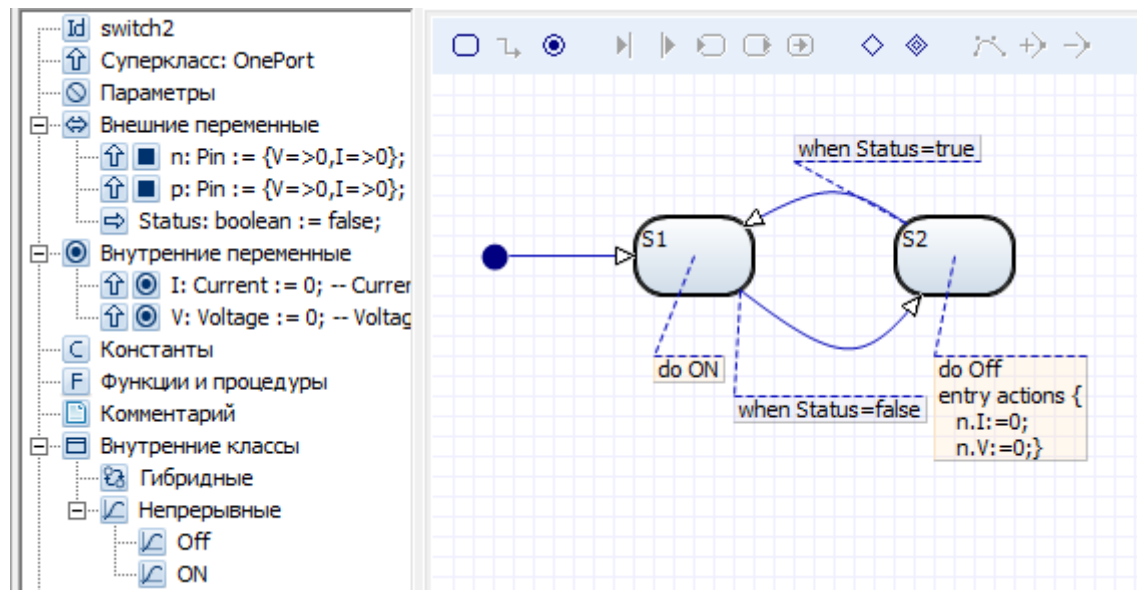 Id switch2
Суперкласс: OnePort
Параметры
Внешние переменные
n: Pin := {V=>0,I=>0};
p: Pin := {V=>0,I=>0};
Status: boolean := false;
Внутренние переменные
I: Current := 0; -- Currer
V: Voltage := 0; -- Voltag
C Константы
F Функции и процедуры
Комментарий
Внутренние классы
Гибридные
Непрерывные
Off
ON
when Status=true
S1
S2
do ON
when Status=false
do Off
entry actions {
n.I:=0;
n.V:=0;}